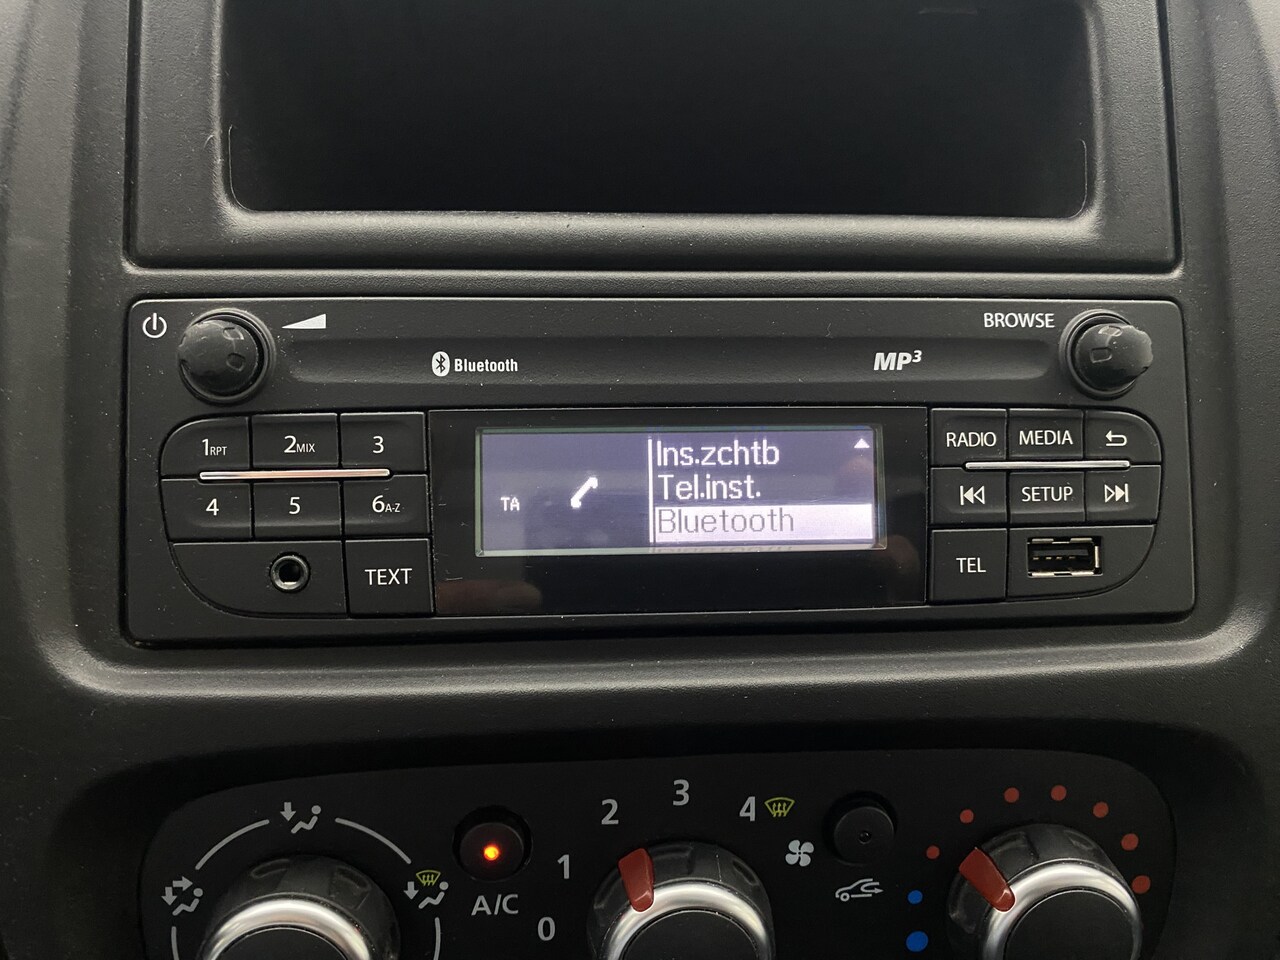 BROWSE
Bluetooth
MP3
1RPT
2MIX
3
RADIO
MEDIA
Ins.zchtb
Tel.inst.
Bluetooth
TA
4
5
6A-Z
SETUP
TEXT
TEL
3
2
4
1
A/C
0